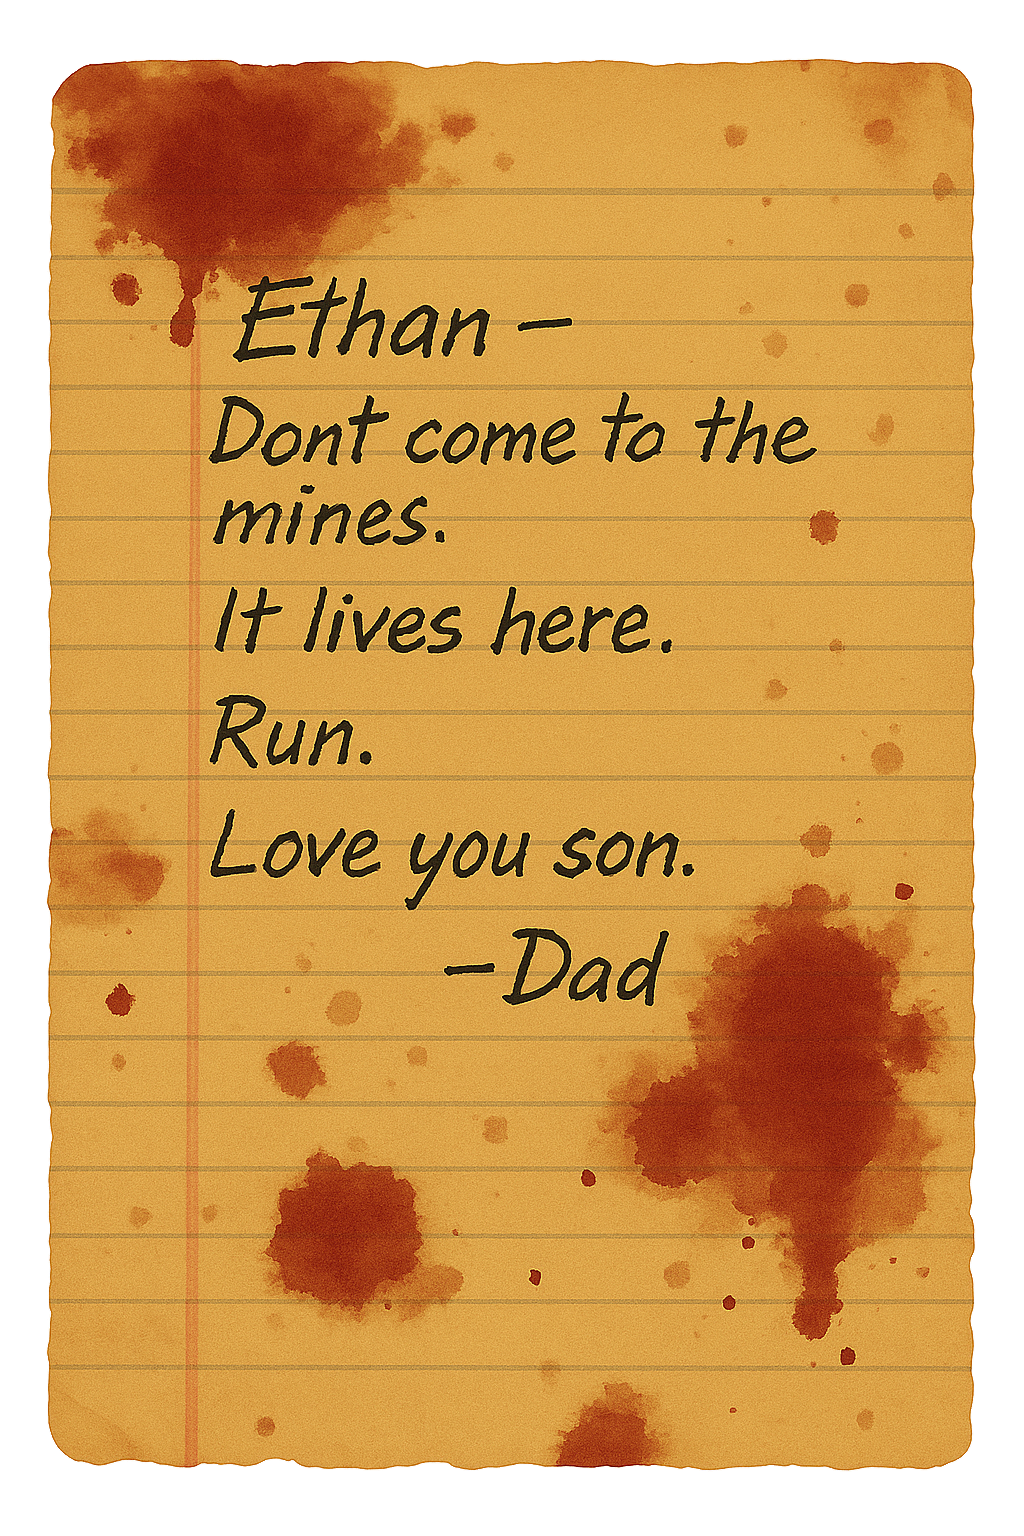 Ethan –
Dont come to the
mines.
It lives here.
Run.
Love you son.
–Dad